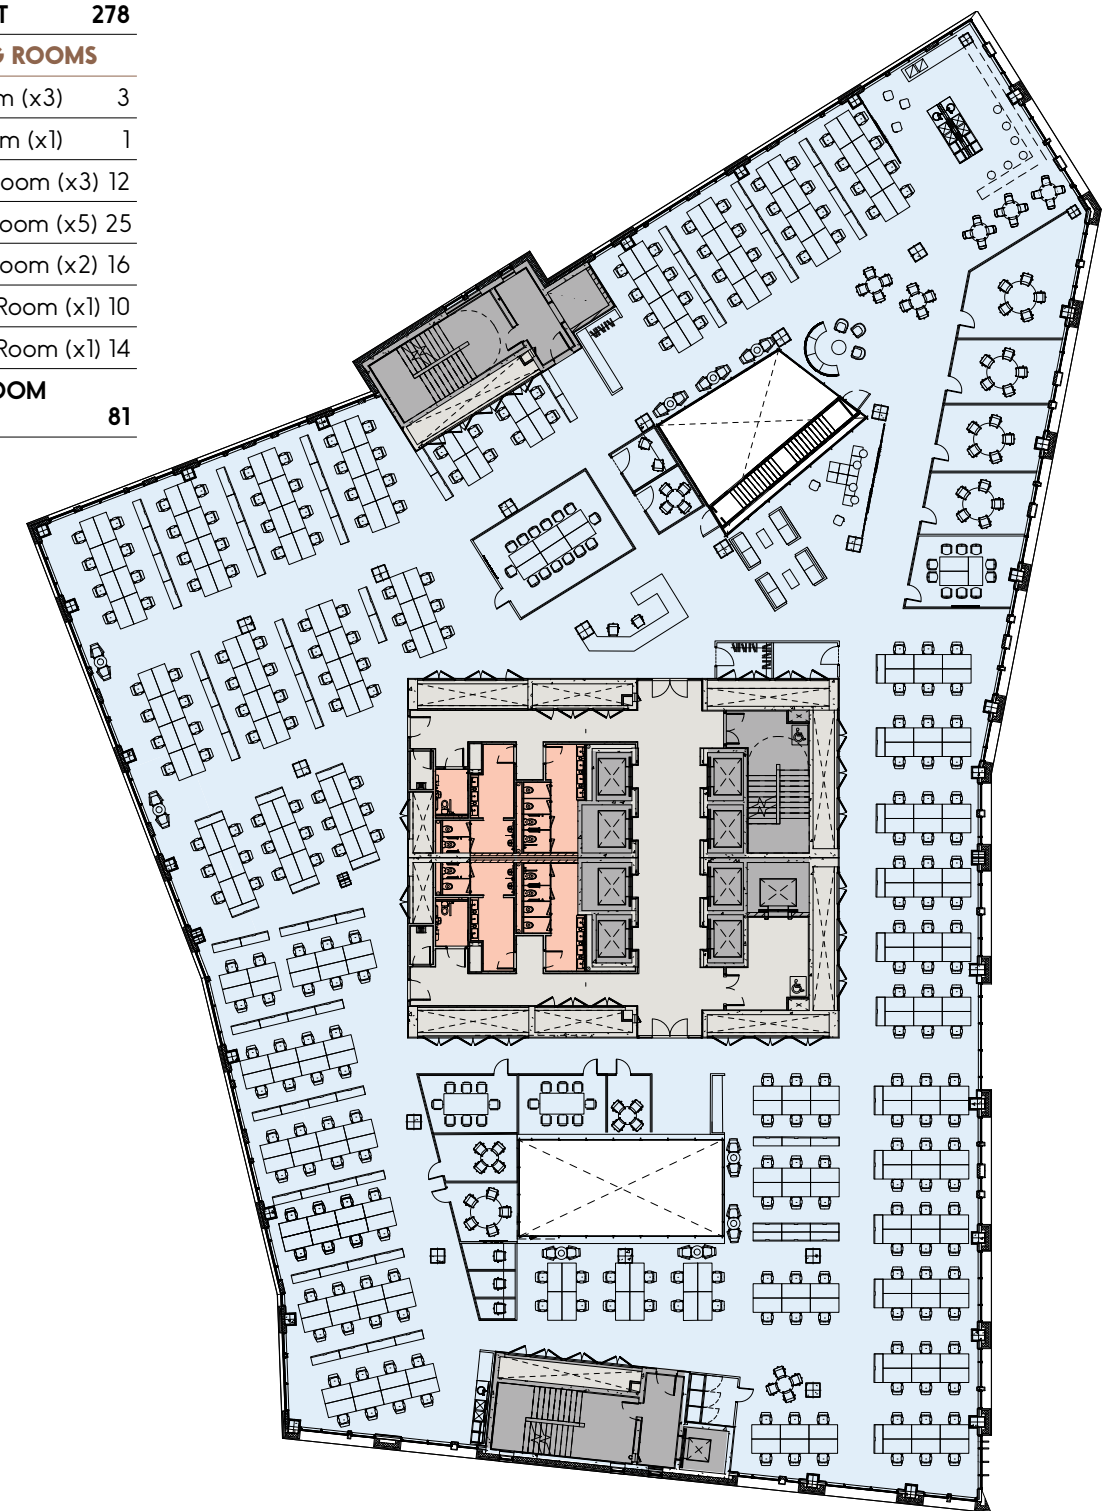 T 278
G ROOMS
m (x3) 3
m (x1) 1
oom (x3) 12
oom (x5) 25
oom (x2) 16
Room (x1) 10
Room (x1) 14
OOM
81